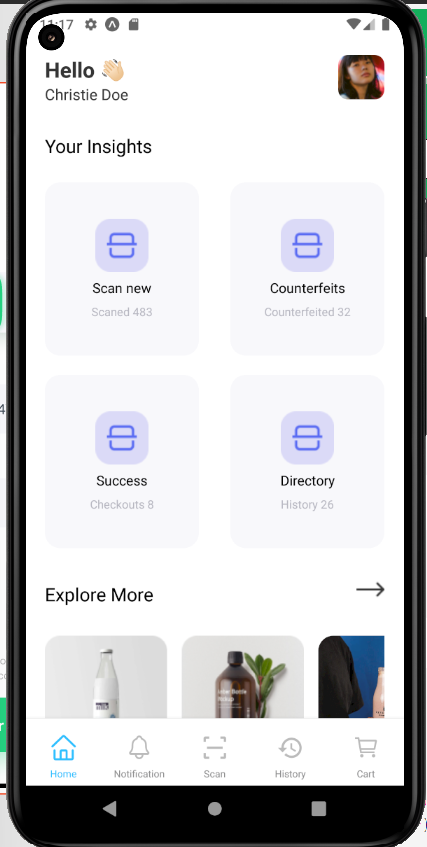 11:17
Hello 👋🏻
Christie Doe
Your Insights
Scan new
Scaned 483
Counterfeits
Counterfeited 32
Success
Checkouts 8
Directory
History 26
Explore More
Home
Notification
Scan
History
Cart